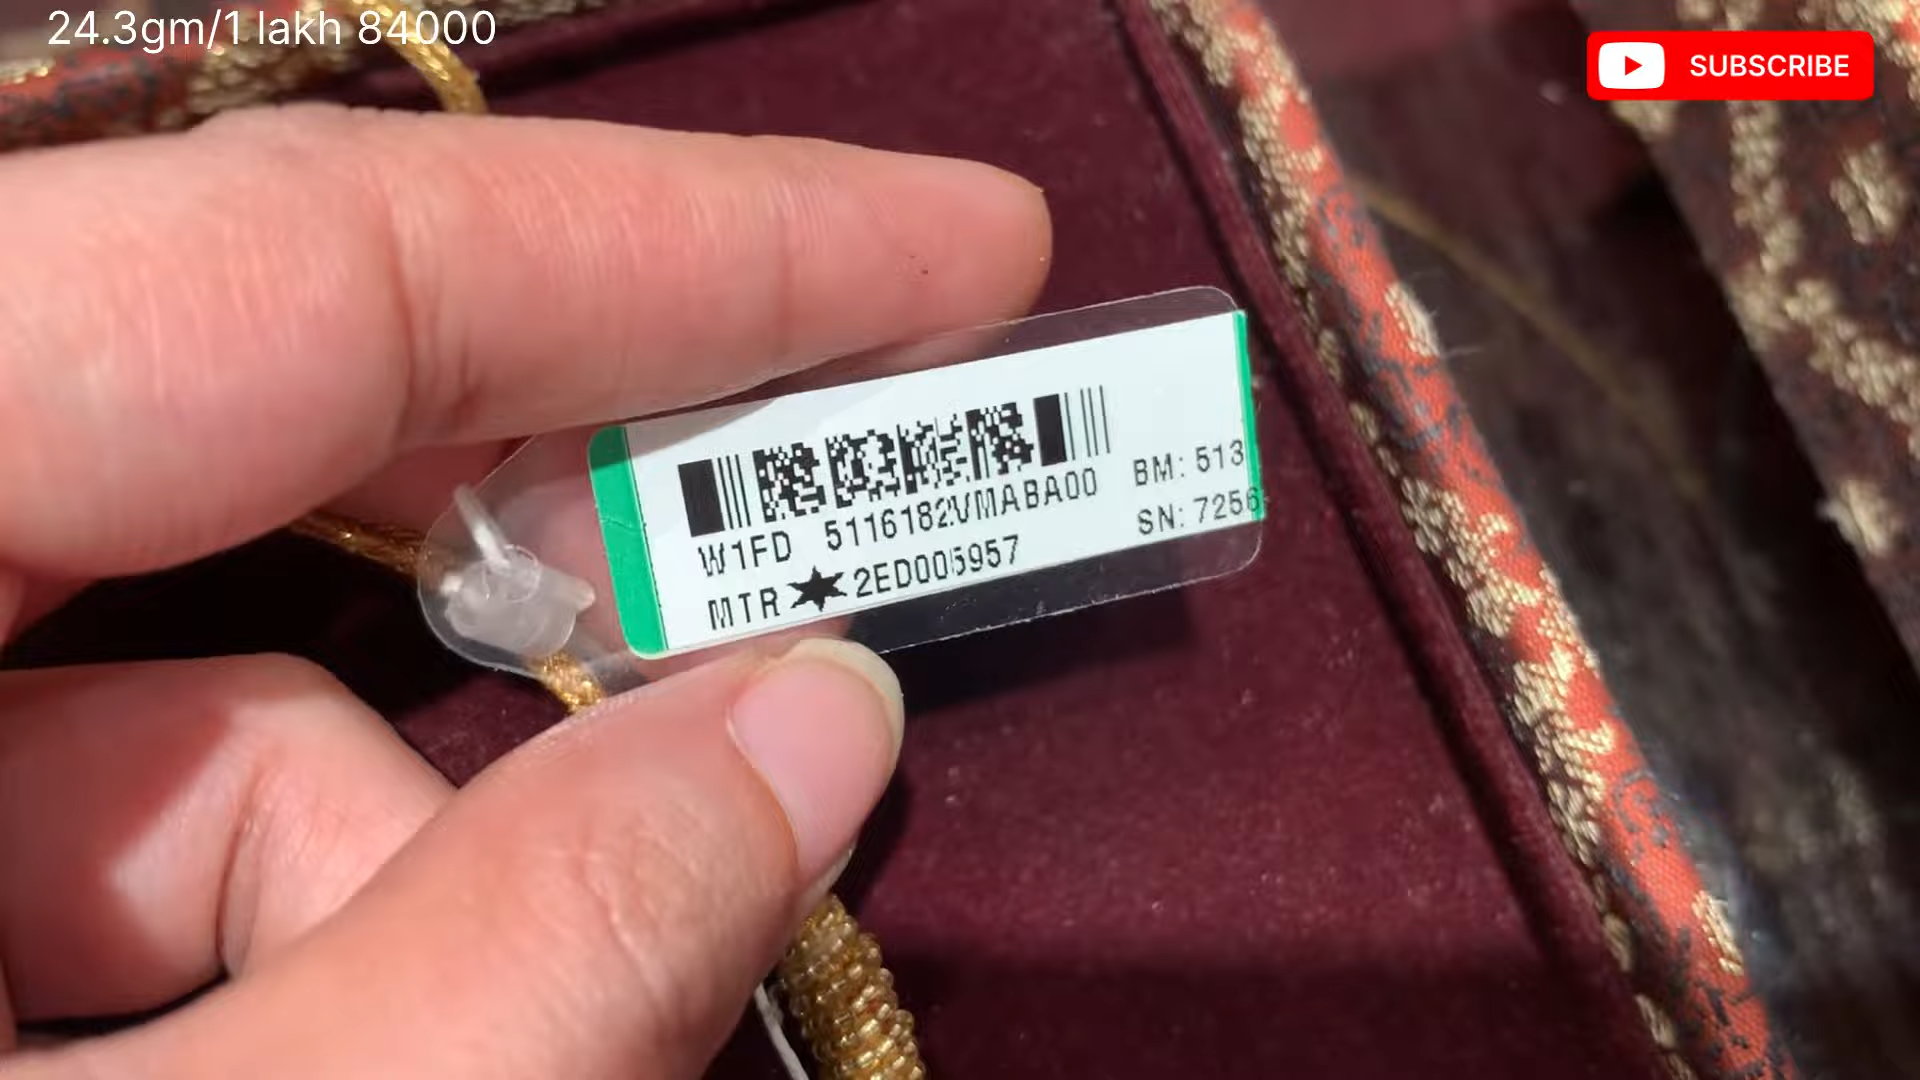 24.3gm/1 lakh 84000
SUBSCRIBE
W1FD 5116182VMABA00
BM: 513
MTR 2ED005957
SN: 7256